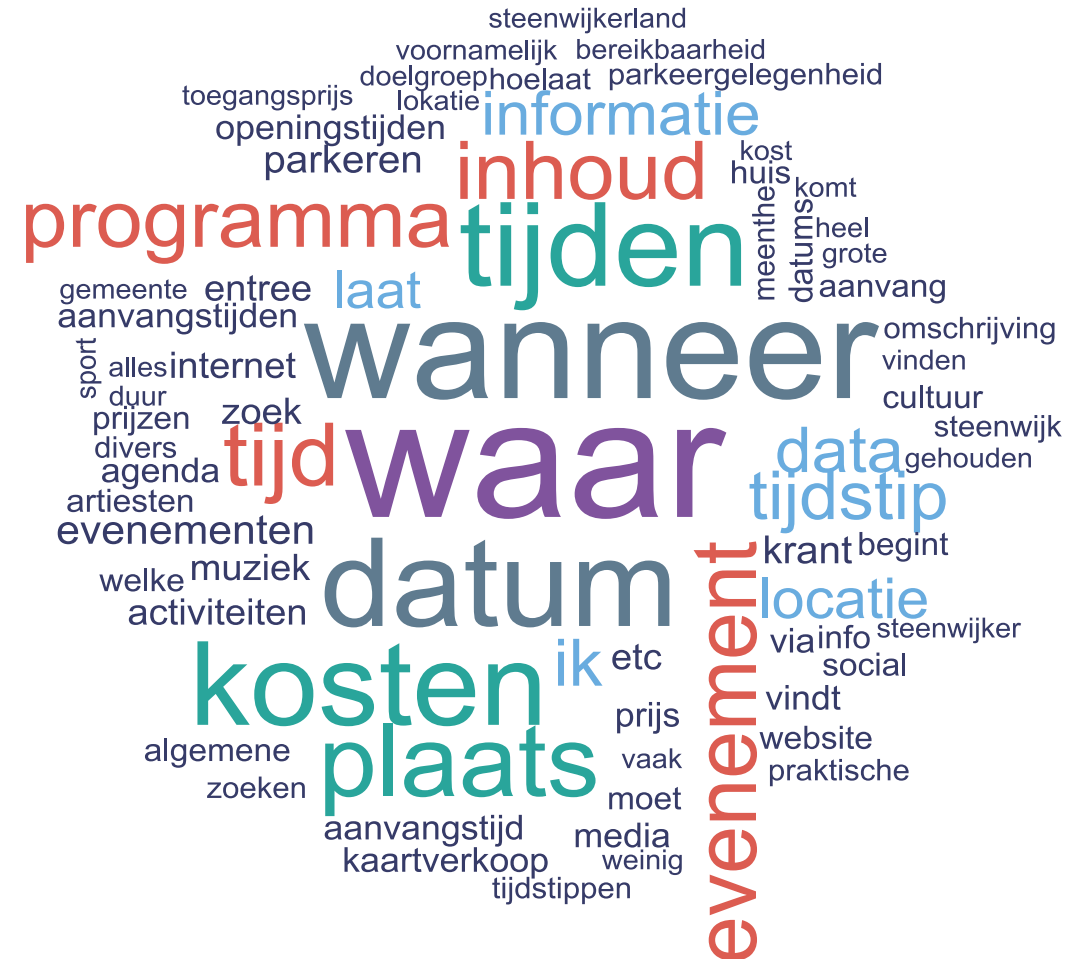 steenwijkerland
voornamelijk bereikbaarheid
doelgroep hoelaat parkeergelegenheid
toegangsprijs lokatie informatie
openingstijden
parkeren inhoud kost
huis
programma tijden meenthe datums komt
heel
grote
gemeente entree laat aanvang
aanvangstijden wanneer omschrijving
sport alles internet vinden
duur cultuur
prijzen zoek waar steenwijk
divers tijd data gehouden
agenda tijdstip
artiesten
evenementen datum evenement krant begint
welke muziek locatie
activiteiten via info steenwijker
kosten ik etc social
prijs vindt
algemene plaats vaak website
zoeken moet praktische
aanvangstijd media
kaartverkoop weinig
tijdstippen